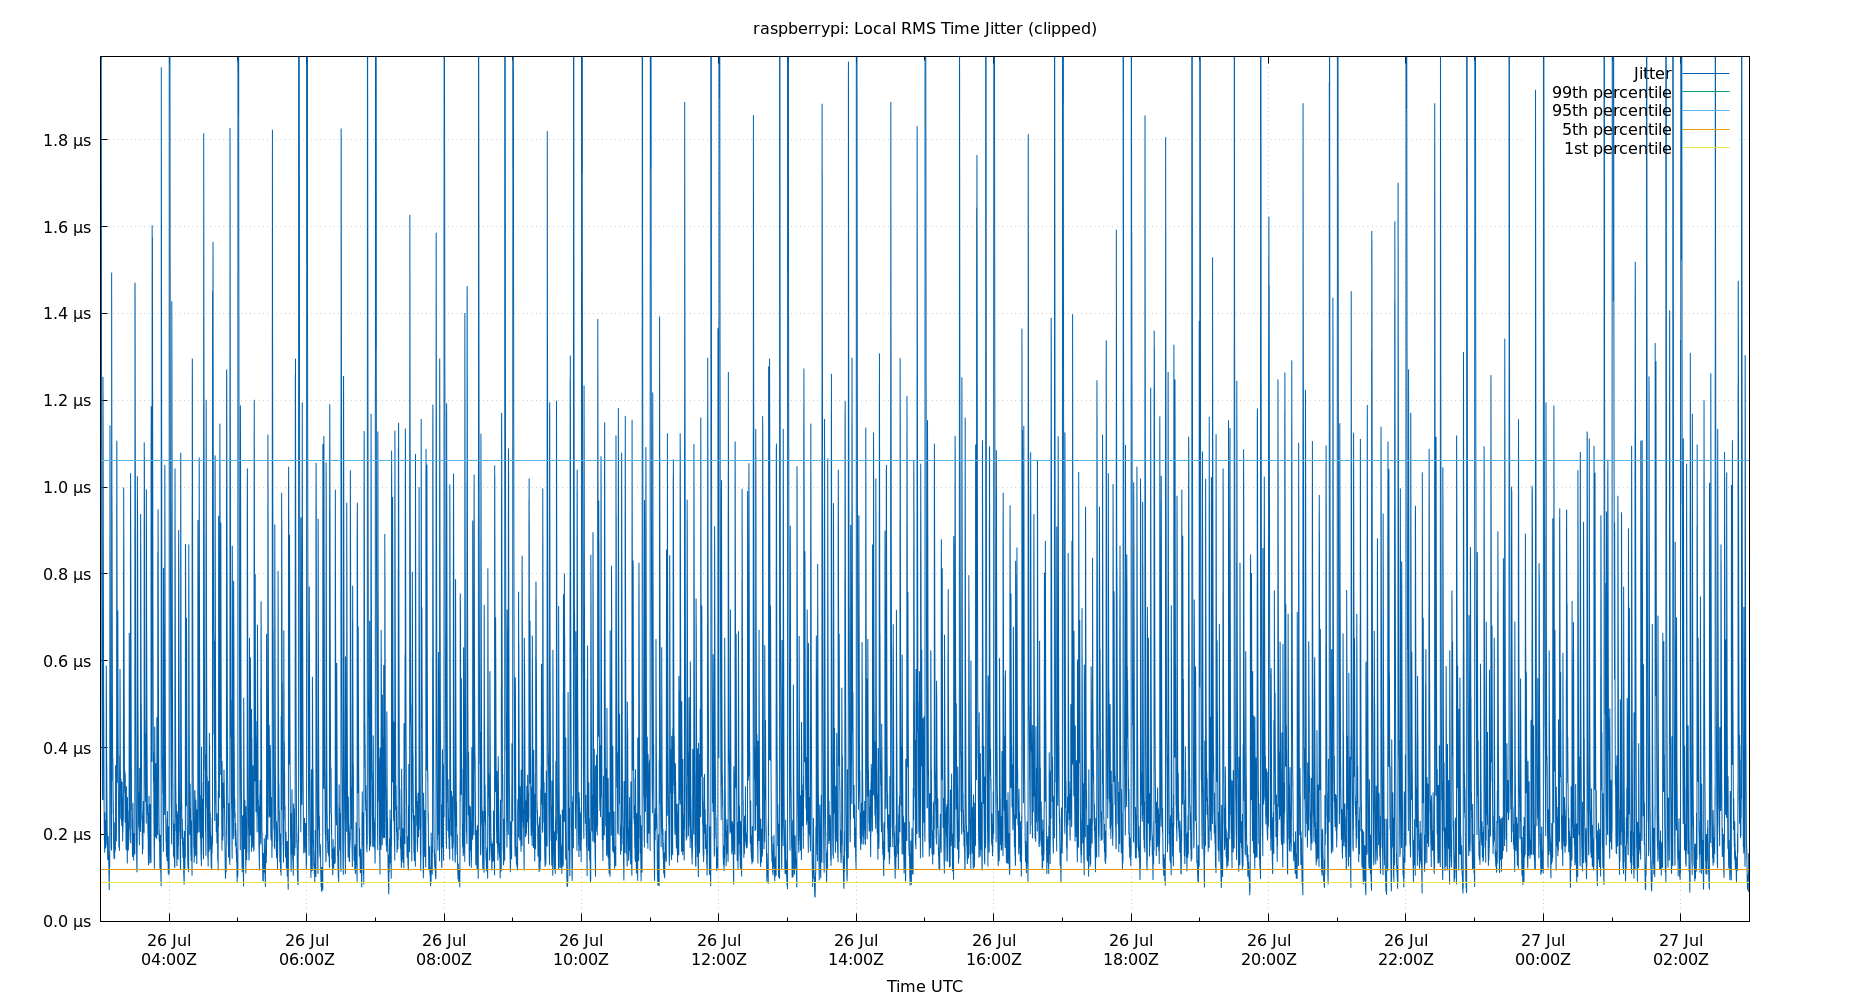 raspberrypi: Local RMS Time Jitter (clipped)
Jitter
99th percentile
95th percentile
5th percentile
1st percentile
1.8 µs
1.6 µs
1.4 µs
1.2 µs
1.0 µs
0.8 µs
0.6 µs
0.4 µs
0.2 µs
0.0 µs
26 Jul 26 Jul 26 Jul 26 Jul 26 Jul 26 Jul 26 Jul 26 Jul 26 Jul 26 Jul 27 Jul 27 Jul
04:00Z 06:00Z 08:00Z 10:00Z 12:00Z 14:00Z 16:00Z 18:00Z 20:00Z 22:00Z 00:00Z 02:00Z
Time UTC